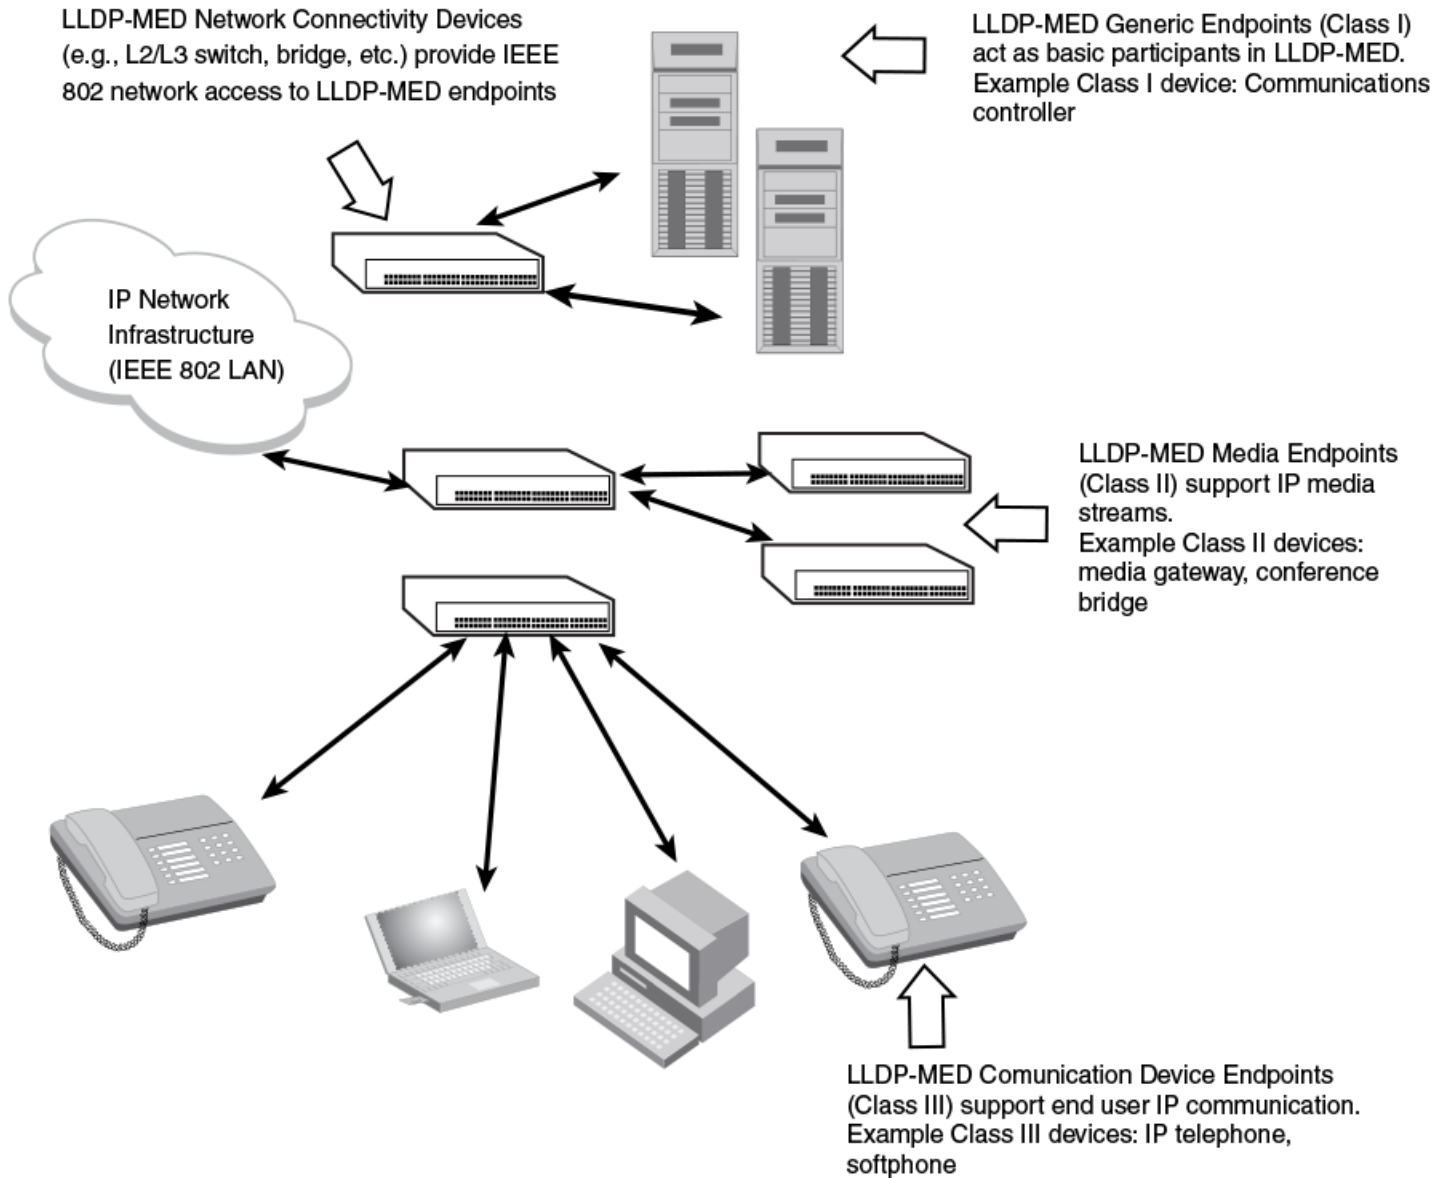 LLDP-MED Network Connectivity Devices
(e.g., L2/L3 switch, bridge, etc.) provide IEEE
802 network access to LLDP-MED endpoints
LLDP-MED Generic Endpoints (Class I)
act as basic participants in LLDP-MED.
Example Class I device: Communications
controller
IP Network
Infrastructure
(IEEE 802 LAN)
LLDP-MED Media Endpoints
(Class II) support IP media
streams.
Example Class II devices:
media gateway, conference
bridge
LLDP-MED Comunication Device Endpoints
(Class III) support end user IP communication.
Example Class III devices: IP telephone,
softphone